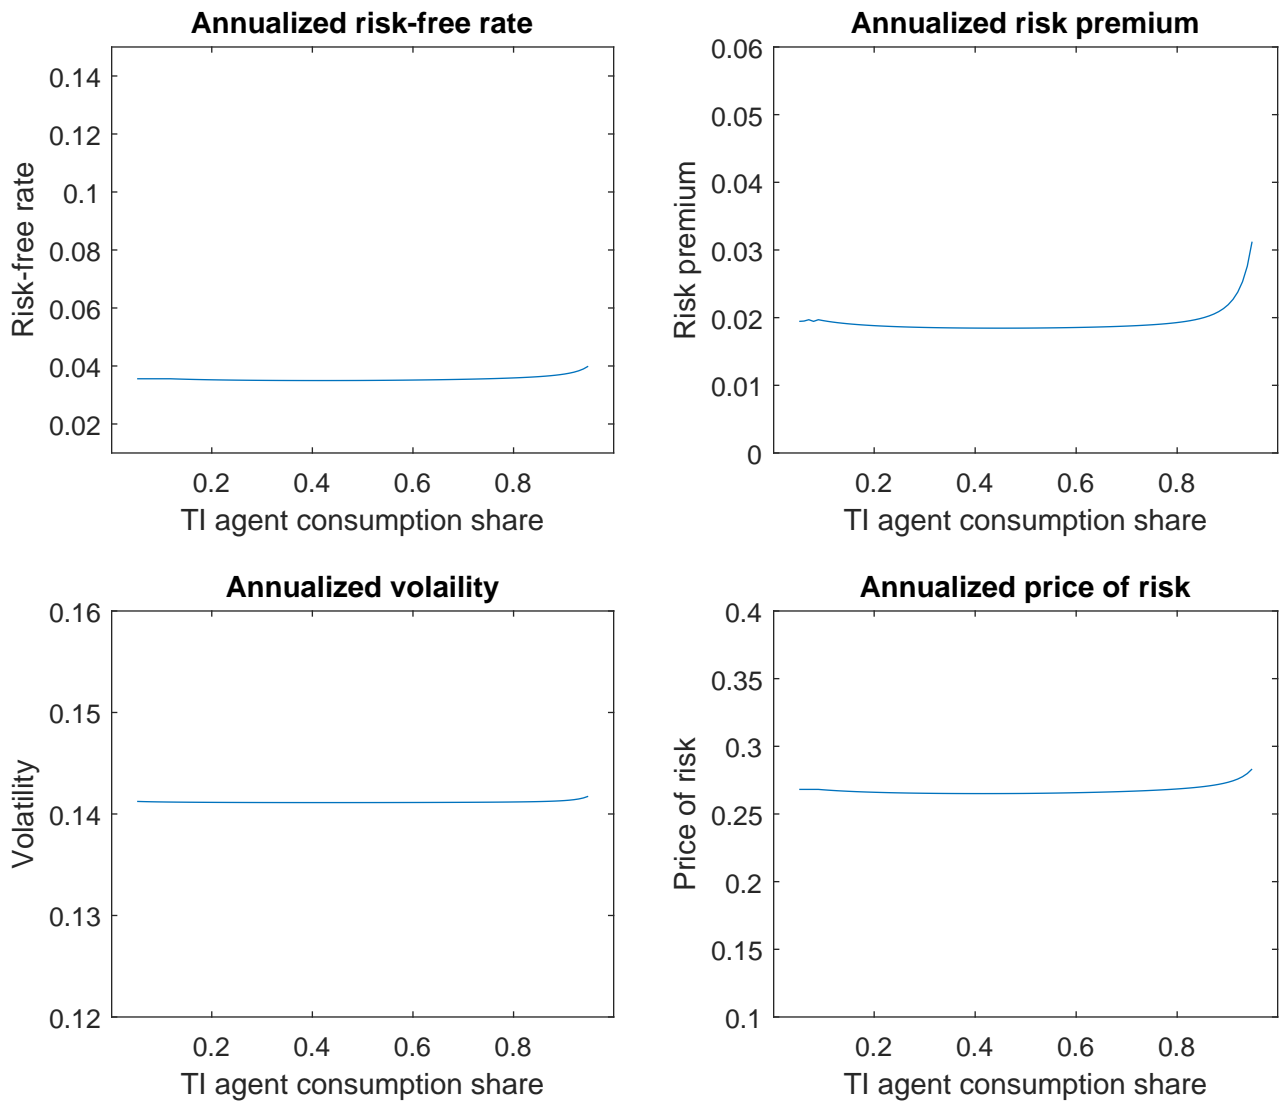 Annualized risk-free rate
0.14
0.12
0.1
0.08
0.06
0.04
0.02
Risk-free rate
0.2 0.4 0.6 0.8
TI agent consumption share
Annualized risk premium
0.06
0.05
0.04
0.03
0.02
0.01
0
Risk premium
0.2 0.4 0.6 0.8
TI agent consumption share
Annualized volaility
0.16
0.15
0.14
0.13
0.12
Volatility
0.2 0.4 0.6 0.8
TI agent consumption share
Annualized price of risk
0.4
0.35
0.3
0.25
0.2
0.15
0.1
Price of risk
0.2 0.4 0.6 0.8
TI agent consumption share